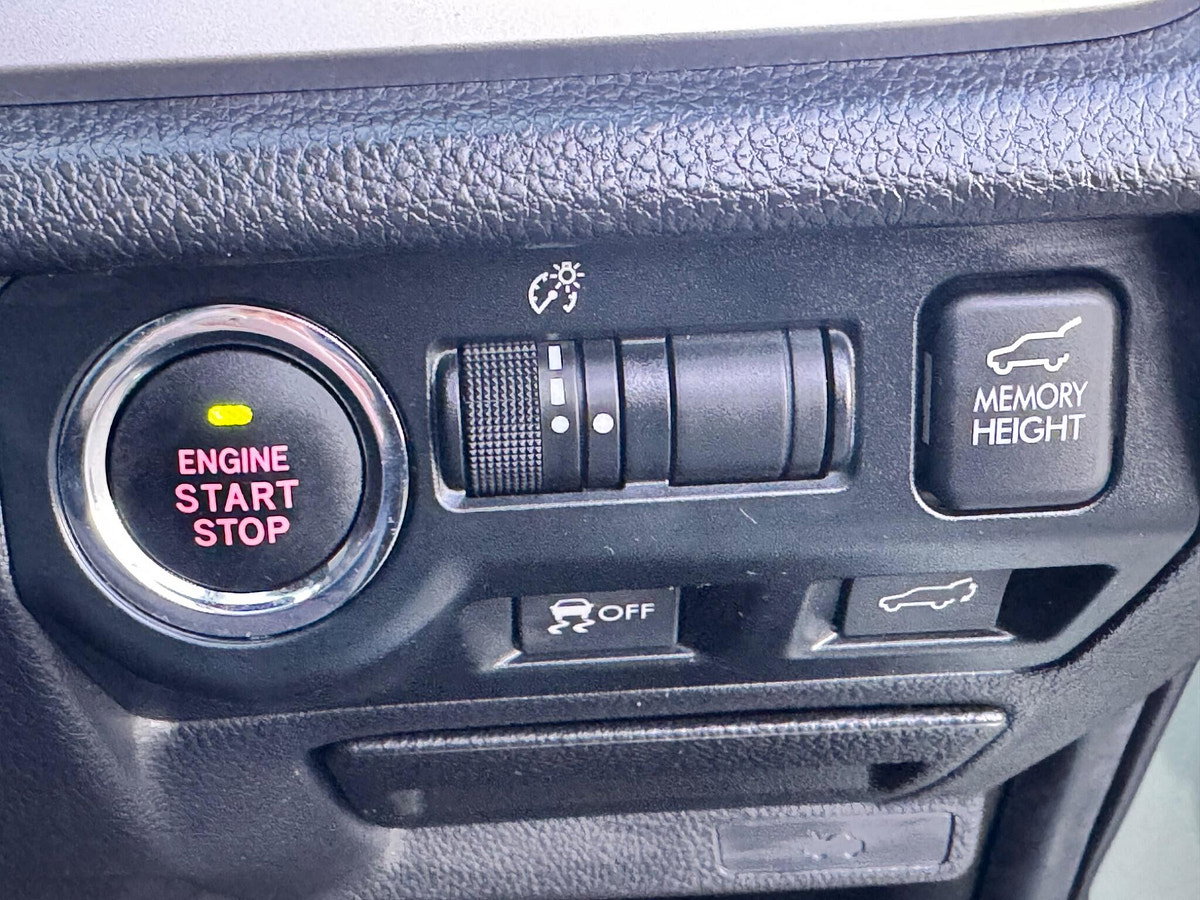 ENGINE
START
STOP
MEMORY
HEIGHT
OFF